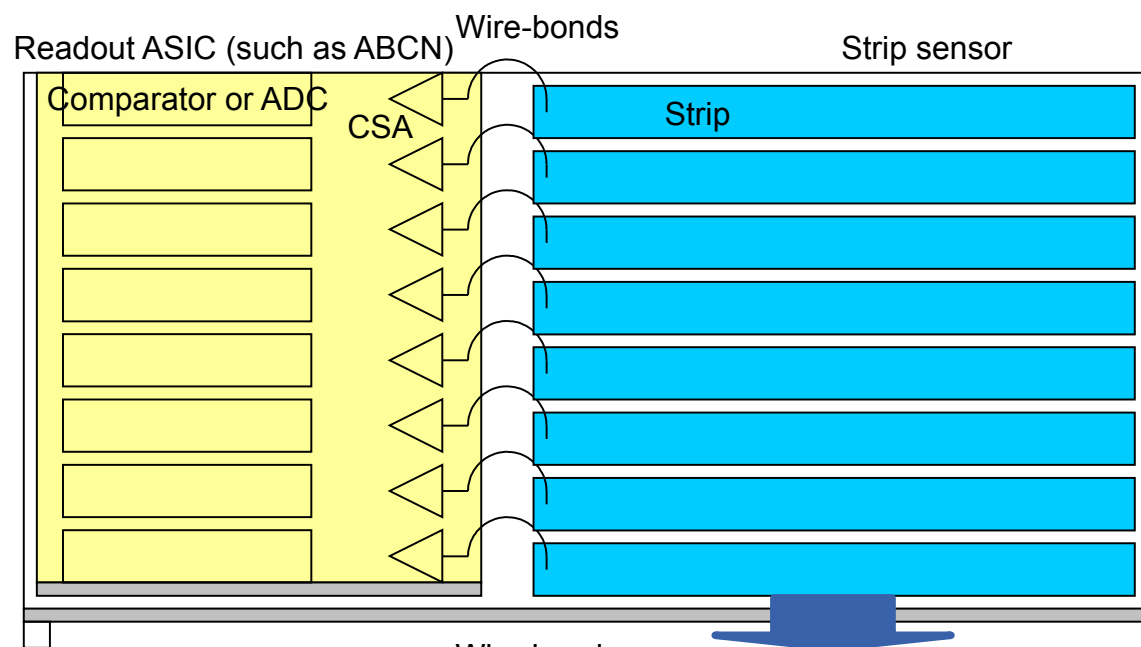 Wire-bonds
Readout ASIC (such as ABCN)
Strip sensor
Comparator or ADC
Strip
CSA